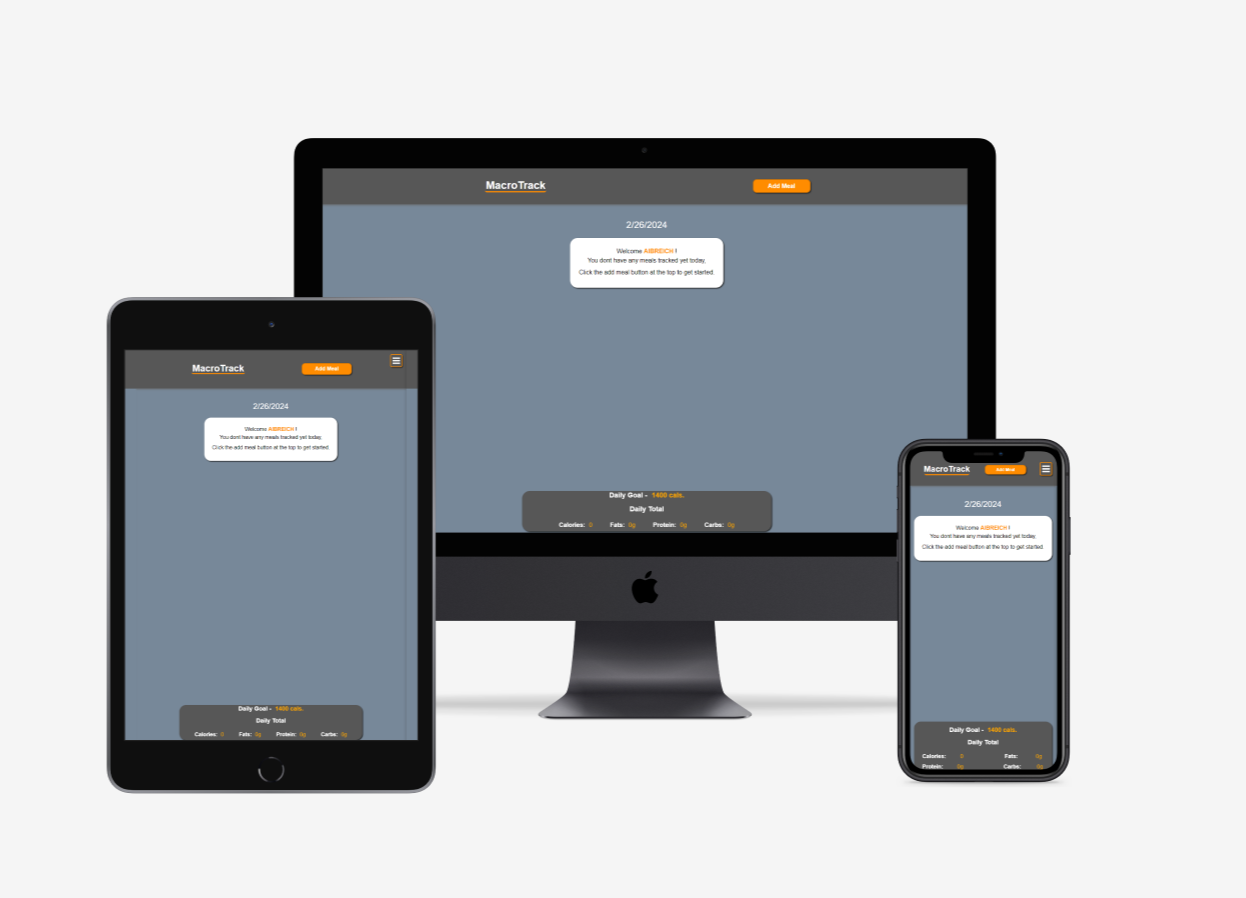 MacroTrack
Add Meal
2/26/2024
Welcome AIBREICH !
You dont have any meals tracked yet today,
Click the add meal button at the top to get started.
Daily Goal - 1400 cals.
Daily Total
Calories: 0 Fats: 0g Protein: 0g Carbs: 0g
MacroTrack
Add Meal
2/26/2024
Welcome AIBREICH !
You dont have any meals tracked yet today,
Click the add meal button at the top to get started.
Daily Goal - 1400 cals.
Daily Total
Calories: 0 Fats: 0g Protein: 0g Carbs: 0g
MacroTrack
Add Meal
2/26/2024
Welcome AIBREICH !
You dont have any meals tracked yet today,
Click the add meal button at the top to get started.
Daily Goal - 1400 cals.
Daily Total
Calories: 0 Fats: 0g
Protein: 0g Carbs: 0g